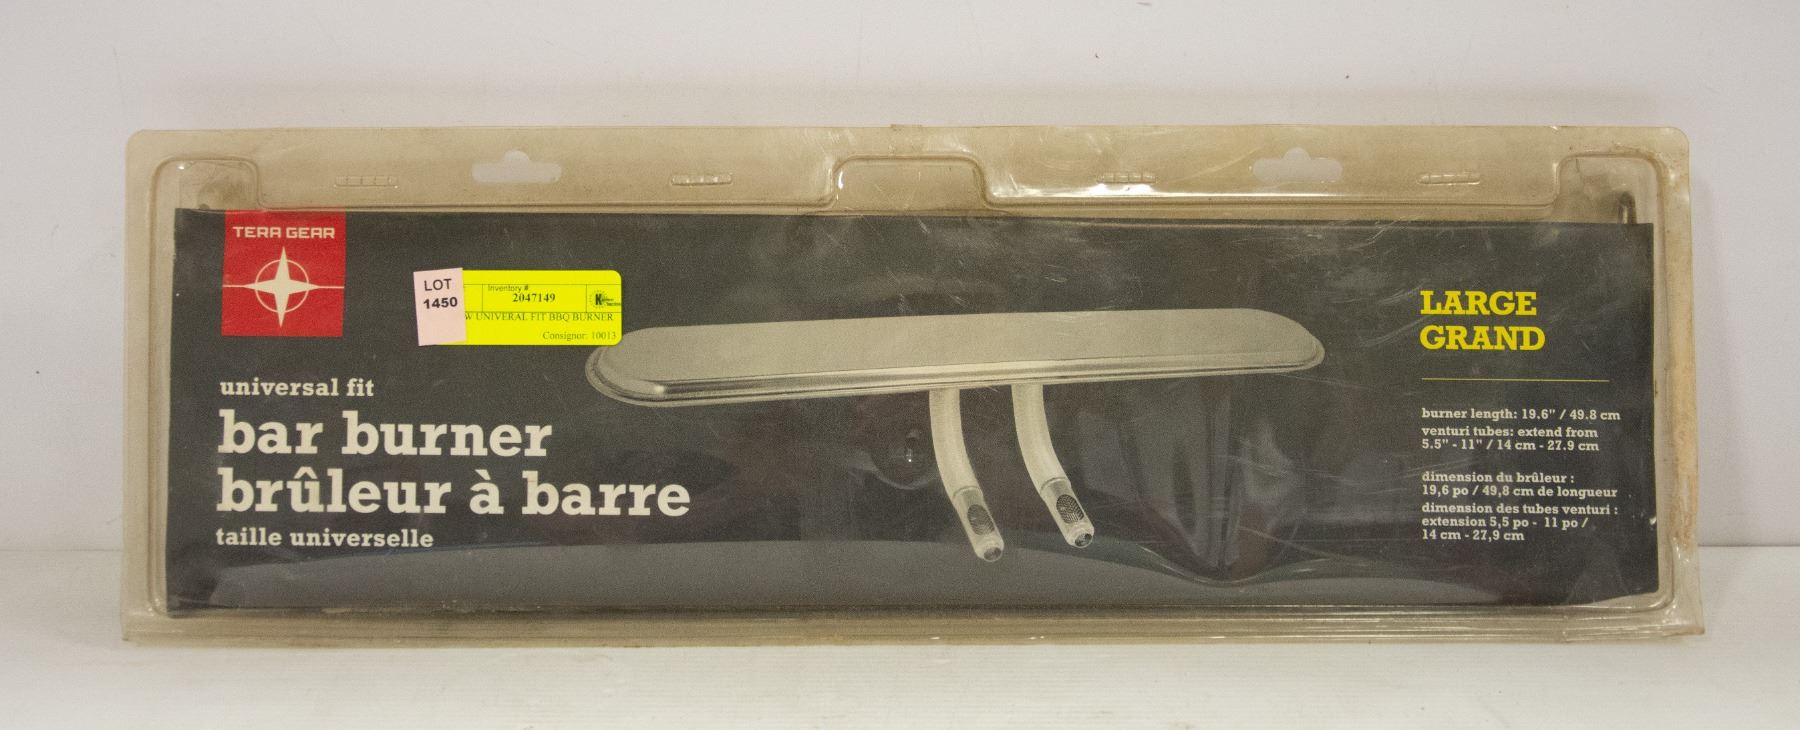 TERA GEAR
LOT
1450
Inventory #
2047149
UNIVERAL FIT BBQ BURNER
Consignor: 10013
universal fit
bar burner
brûleur à barre
taille universelle
LARGE
GRAND
burner length: 19.6" / 49.8 cm
venturi tubes: extend from
5.5" - 11" / 14 cm - 27.9 cm
dimension du brûleur :
19,6 po / 49,8 cm de longueur
dimension des tubes venturi :
extension 5,5 po - 11 po /
14 cm - 27,9 cm